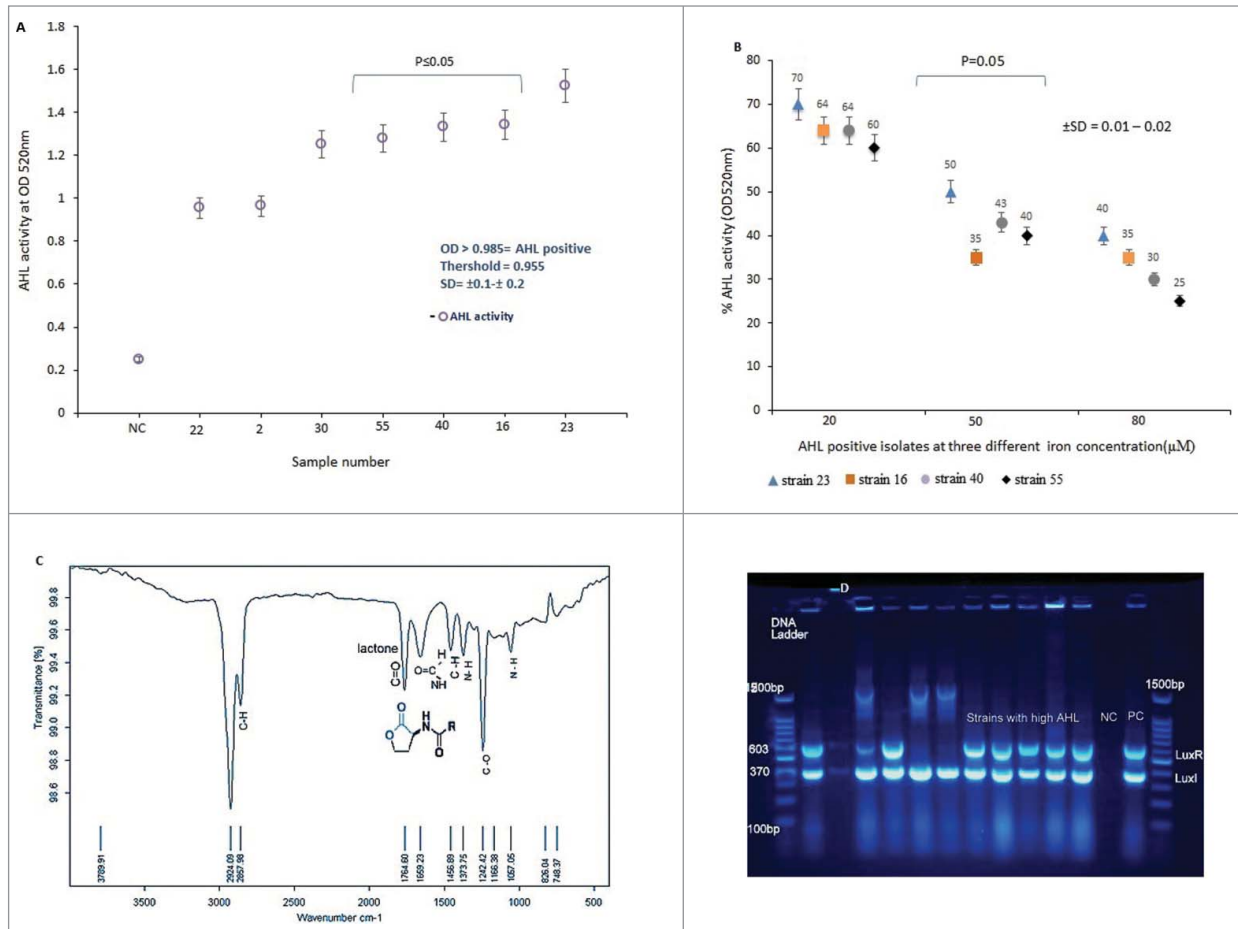 A
1.8
1.6
1.4
1.2
1
0.8
0.6
0.4
0.2
0
AHL activity at OD 520nm
P≤0.05
OD > 0.985= AHL positive
Thershold = 0.955
SD= ±0.1-± 0.2
AHL activity
NC 22 2 30 55 40 16 23
Sample number
B
80
70
60
50
40
30
20
10
0
% AHL activity (OD520nm)
P=0.05
±SD = 0.01 – 0.02
70 64 64 60
50 35 43 40
40 35 30 25
20 50 80
AHL positive isolates at three different iron concentration(µM)
strain 23 strain 16 strain 40 strain 55
C
99.8
99.6
99.4
99.2
99.0
98.8
98.6
Transmittance [%]
lactone
C=O
O=C H
NH
C-H
N-H
C-H
C-O
N-H
O
O
H
N
R
O
3789.91 2924.09 2857.98 1764.60 1659.23 1456.89 1373.75 1242.42 1166.38 1057.05 826.04 748.37
3500 3000 2500 2000 1500 1000 500
Wavenumber cm-1
D
DNA
Ladder
1500bp
Strains with high AHL NC PC
603 LuxR
370 LuxI
100bp